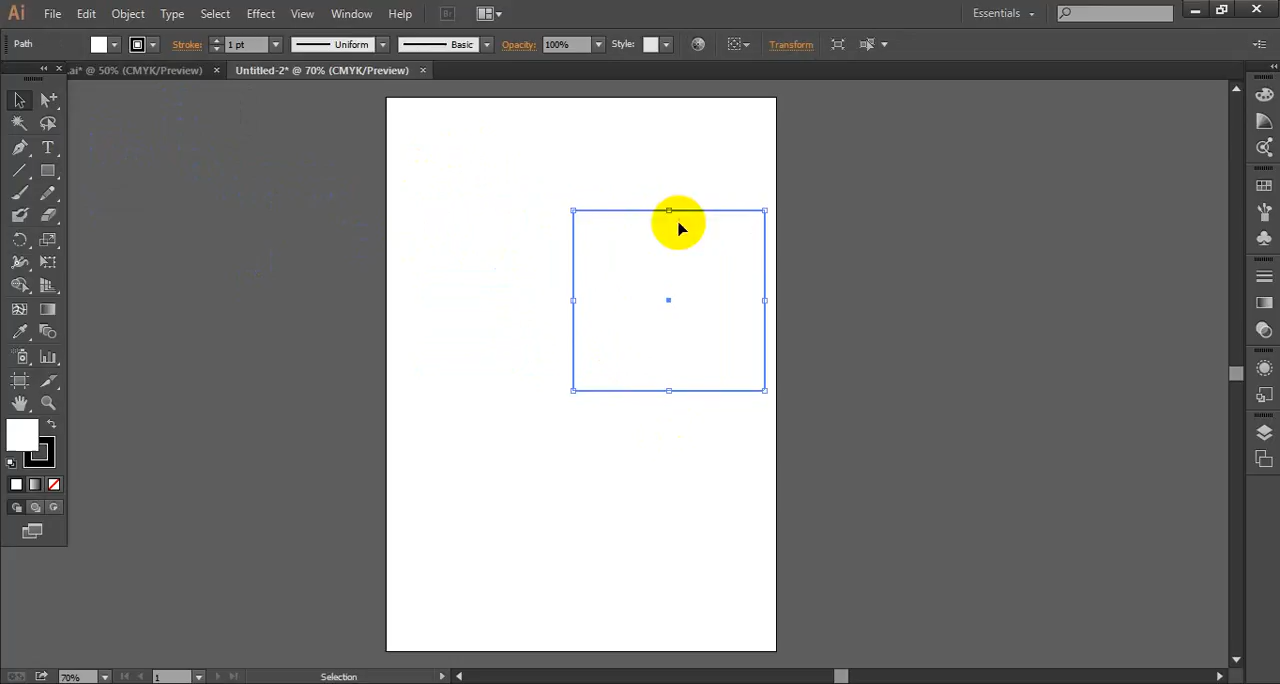 Ai File Edit Object Type Select Effect View Window Help Br Essentials
Path Stroke: 1 pt Uniform Basic Opacity: 100% Style: Transform
.ai* @ 50% (CMYK/Preview) × Untitled-2* @ 70% (CMYK/Preview) ×
T
70% 1 Selection